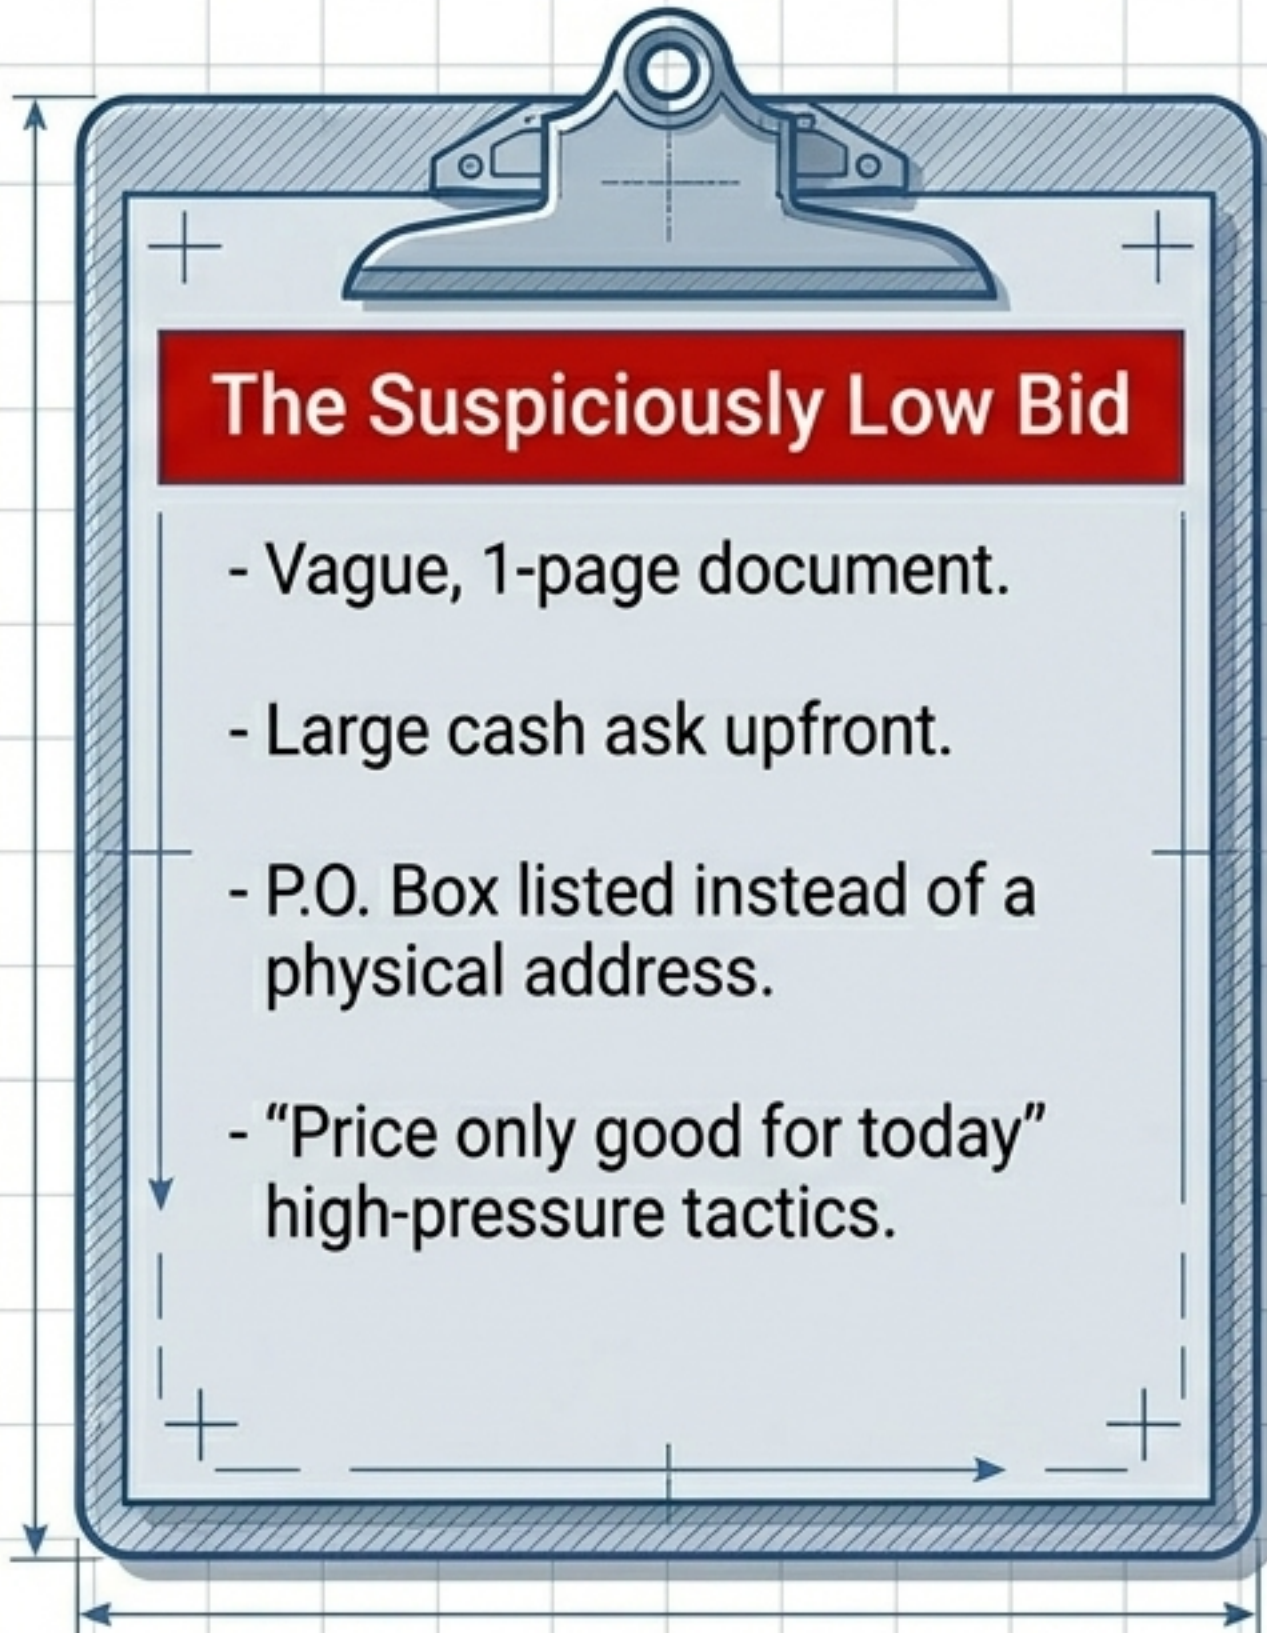 The Suspiciously Low Bid
- Vague, 1-page document.
- Large cash ask upfront.
- P.O. Box listed instead of a
physical address.
- “Price only good for today”
high-pressure tactics.